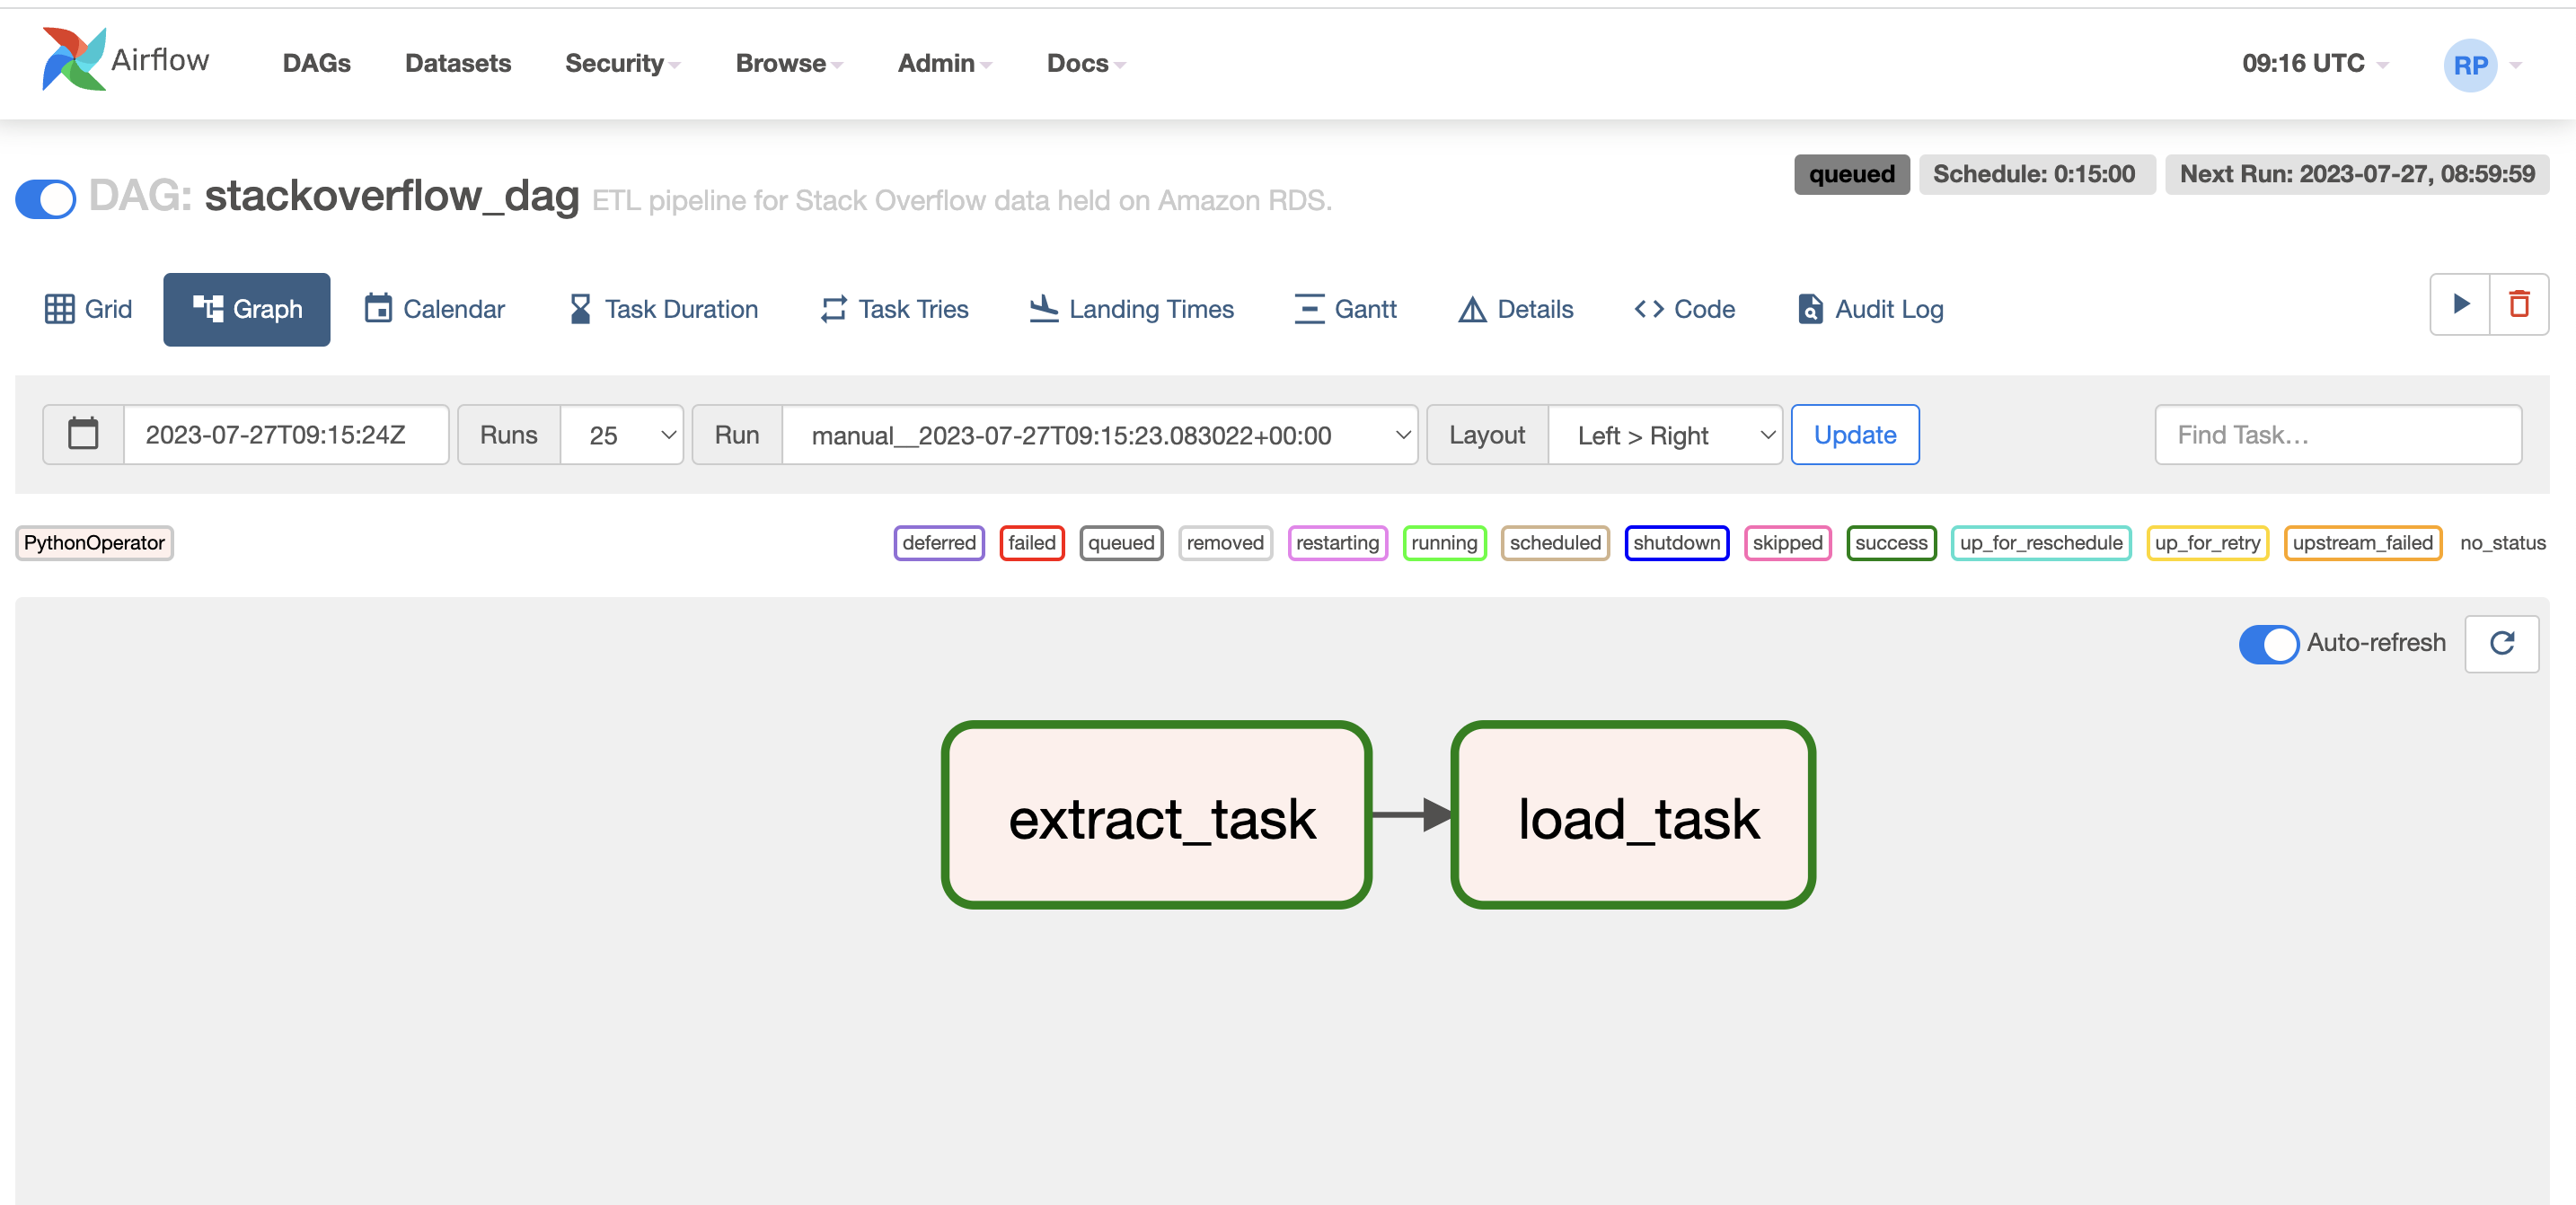 Airflow DAGs Datasets Security Browse Admin Docs 09:16 UTC RP
queued Schedule: 0:15:00 Next Run: 2023-07-27, 08:59:59
DAG: stackoverflow_dag ETL pipeline for Stack Overflow data held on Amazon RDS.
Grid Graph Calendar Task Duration Task Tries Landing Times Gantt Details Code Audit Log
2023-07-27T09:15:24Z Runs 25 Run manual__2023-07-27T09:15:23.083022+00:00 Layout Left > Right Update Find Task…
PythonOperator deferred failed queued removed restarting running scheduled shutdown skipped success up_for_reschedule up_for_retry upstream_failed no_status
Auto-refresh
extract_task load_task